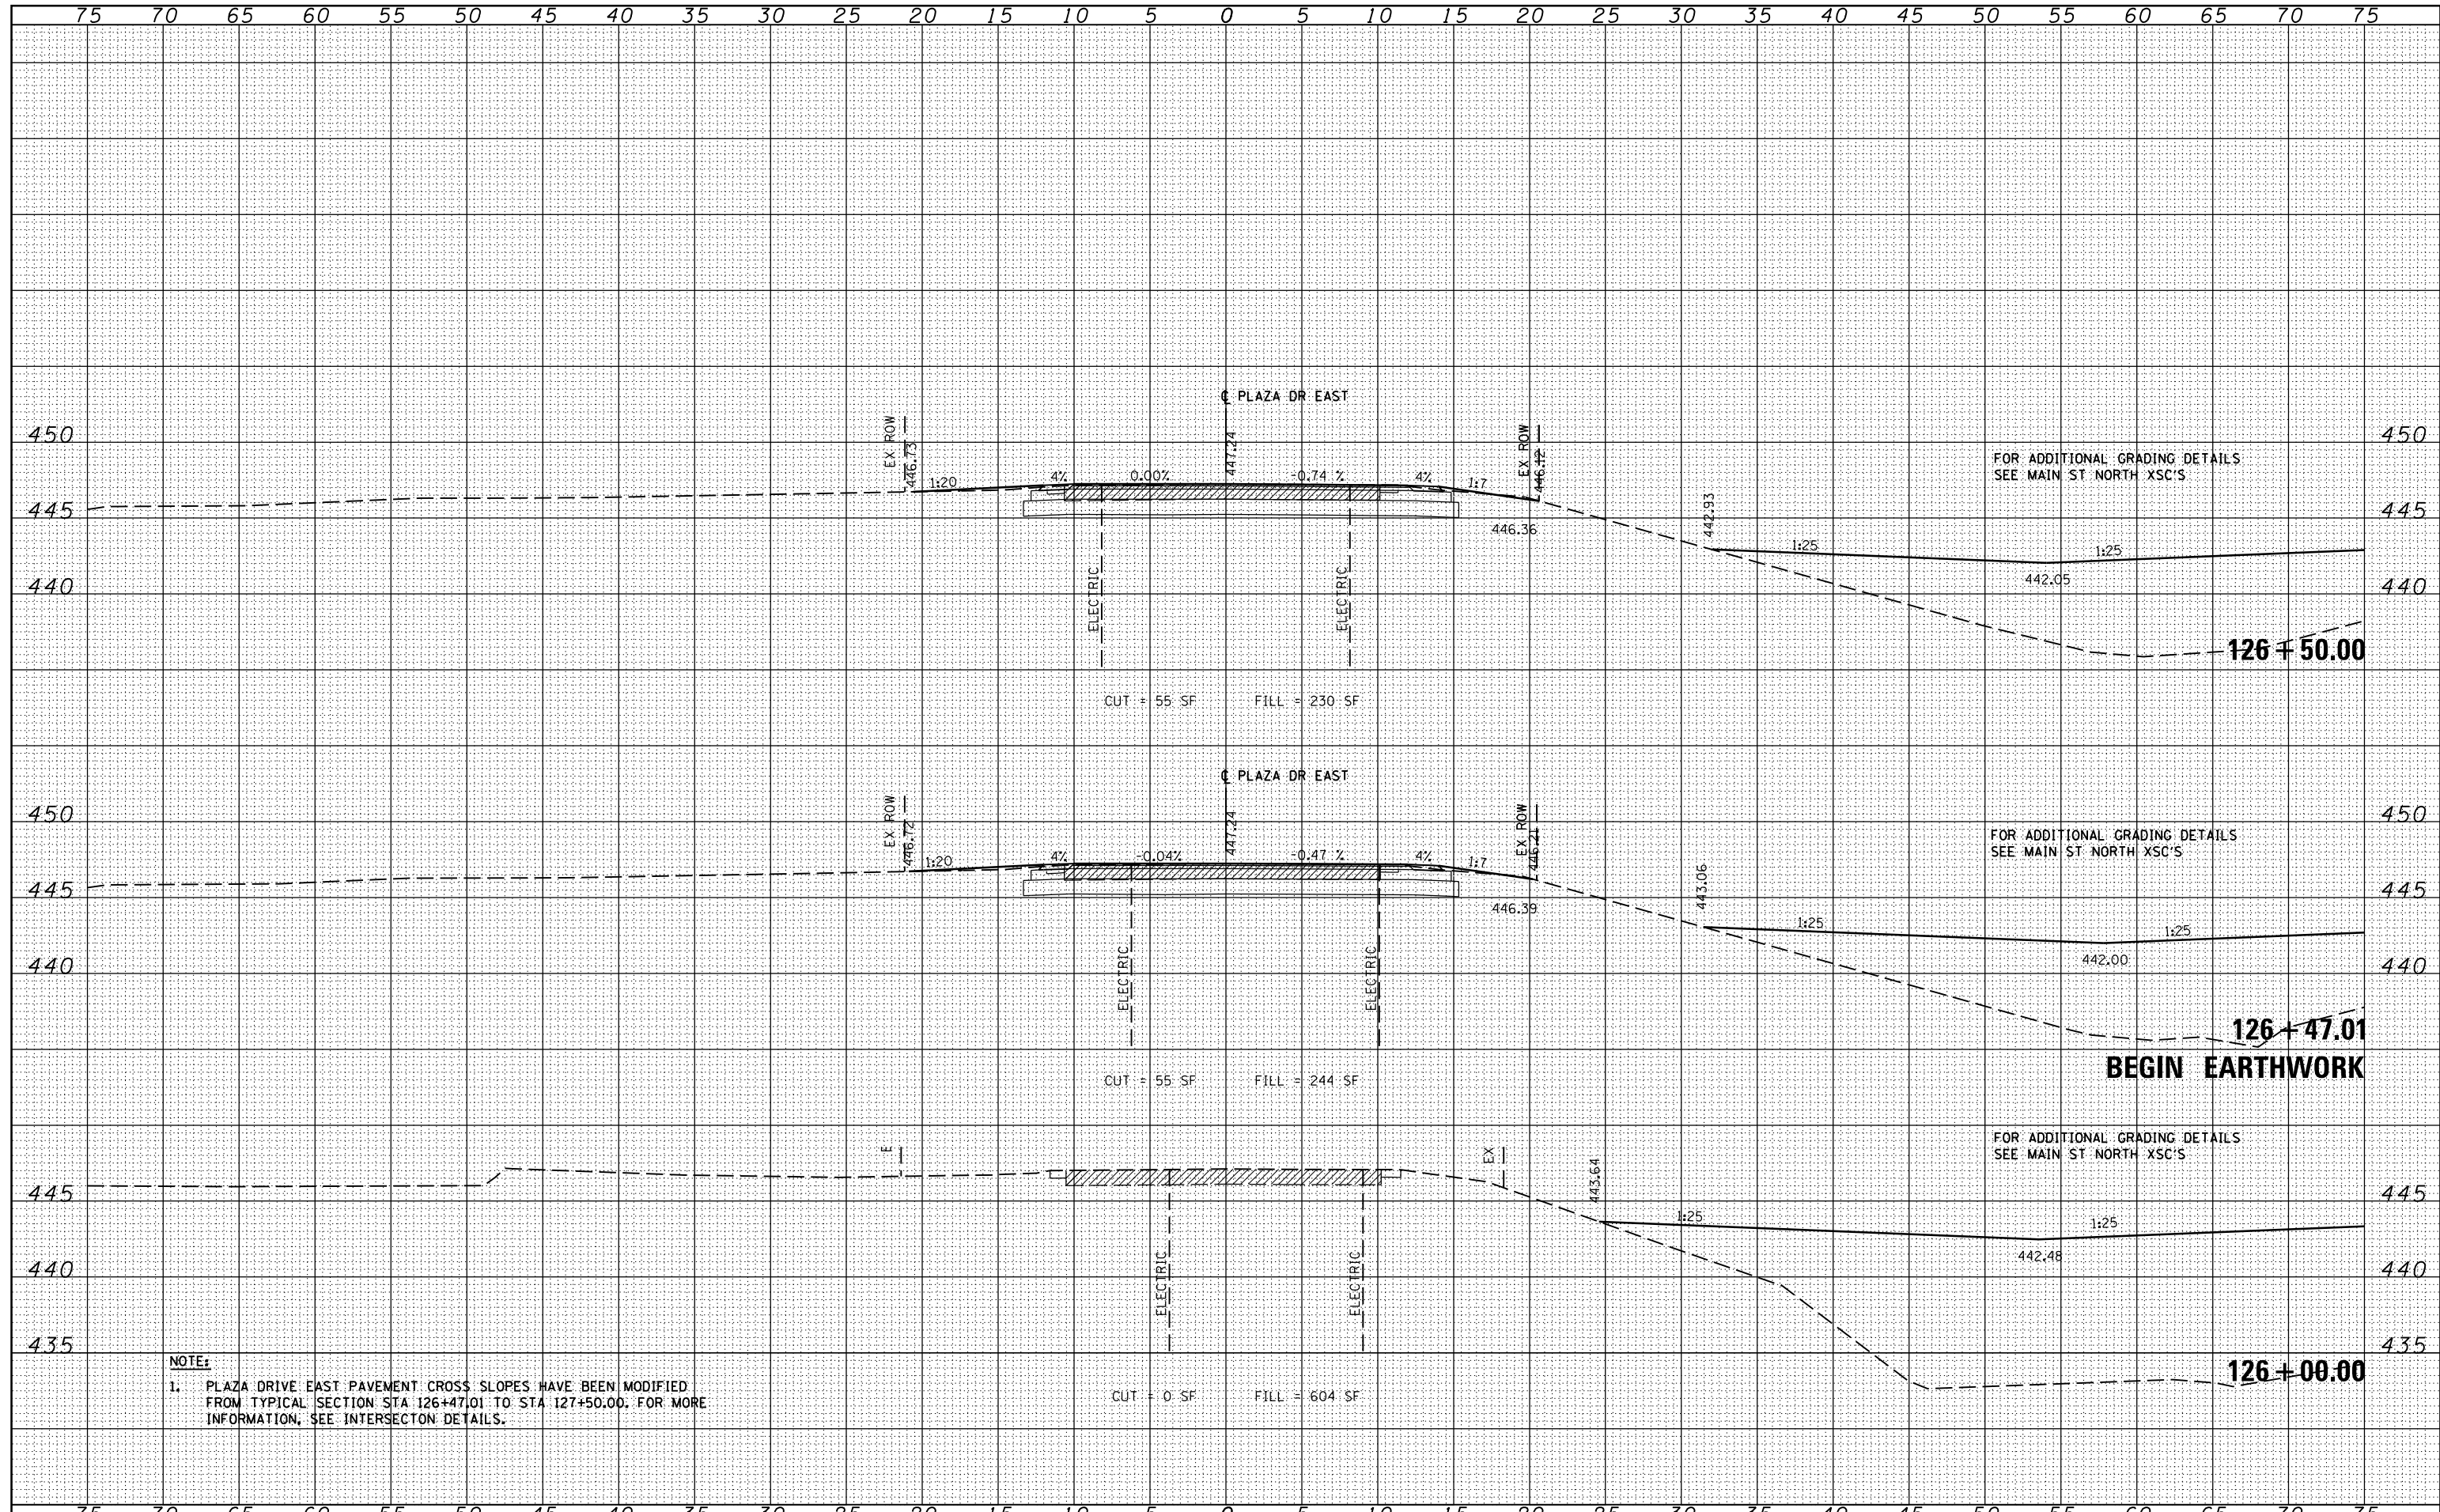 75 70 65 60 55 50 45 40 35 30 25 20 15 10 5 0 5 10 15 20 25 30 35 40 45 50 55 60 65 70 75
℄ PLAZA DR EAST
EX ROW
446.73
447.24
EX ROW
446.12
450
450
FOR ADDITIONAL GRADING DETAILS
SEE MAIN ST NORTH XSC'S
1:20
4%
0.00%
-0.74 %
4%
1:7
445
445
446.36
442.93
1:25
1:25
442.05
440
440
ELECTRIC
ELECTRIC
126+50.00
CUT = 55 SF
FILL = 230 SF
℄ PLAZA DR EAST
EX ROW
446.72
447.24
EX ROW
446.21
450
450
FOR ADDITIONAL GRADING DETAILS
SEE MAIN ST NORTH XSC'S
1:20
4%
-0.04%
-0.47 %
4%
1:7
445
445
446.39
443.06
1:25
1:25
442.00
440
440
ELECTRIC
ELECTRIC
126+47.01
BEGIN EARTHWORK
CUT = 55 SF
FILL = 244 SF
E
EX
FOR ADDITIONAL GRADING DETAILS
SEE MAIN ST NORTH XSC'S
445
445
443.64
1:25
1:25
442.48
440
440
ELECTRIC
ELECTRIC
435
435
126+00.00
CUT = 0 SF
FILL = 604 SF
NOTE:
1. PLAZA DRIVE EAST PAVEMENT CROSS SLOPES HAVE BEEN MODIFIED
FROM TYPICAL SECTION STA 126+47.01 TO STA 127+50.00. FOR MORE
INFORMATION, SEE INTERSECTON DETAILS.
75 70 65 60 55 50 45 40 35 30 25 20 15 10 5 0 5 10 15 20 25 30 35 40 45 50 55 60 65 70 75